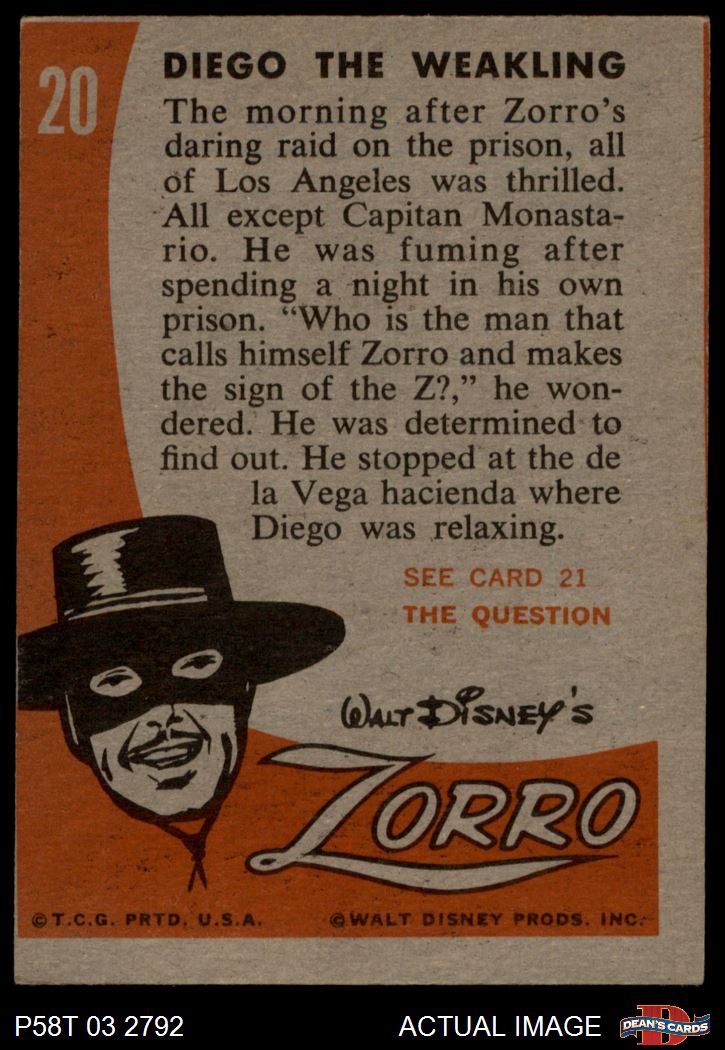 20
DIEGO THE WEAKLING
The morning after Zorro's
daring raid on the prison, all
of Los Angeles was thrilled.
All except Capitan Monasta-
rio. He was fuming after
spending a night in his own
prison. "Who is the man that
calls himself Zorro and makes
the sign of the Z?," he won-
dered. He was determined to
find out. He stopped at the de
la Vega hacienda where
Diego was relaxing.
SEE CARD 21
THE QUESTION
WALT DISNEY'S
ZORRO
©T.C.G. PRTD. U.S.A.
©WALT DISNEY PRODS. INC.
P58T 03 2792
ACTUAL IMAGE
D
DEAN'S CARDS